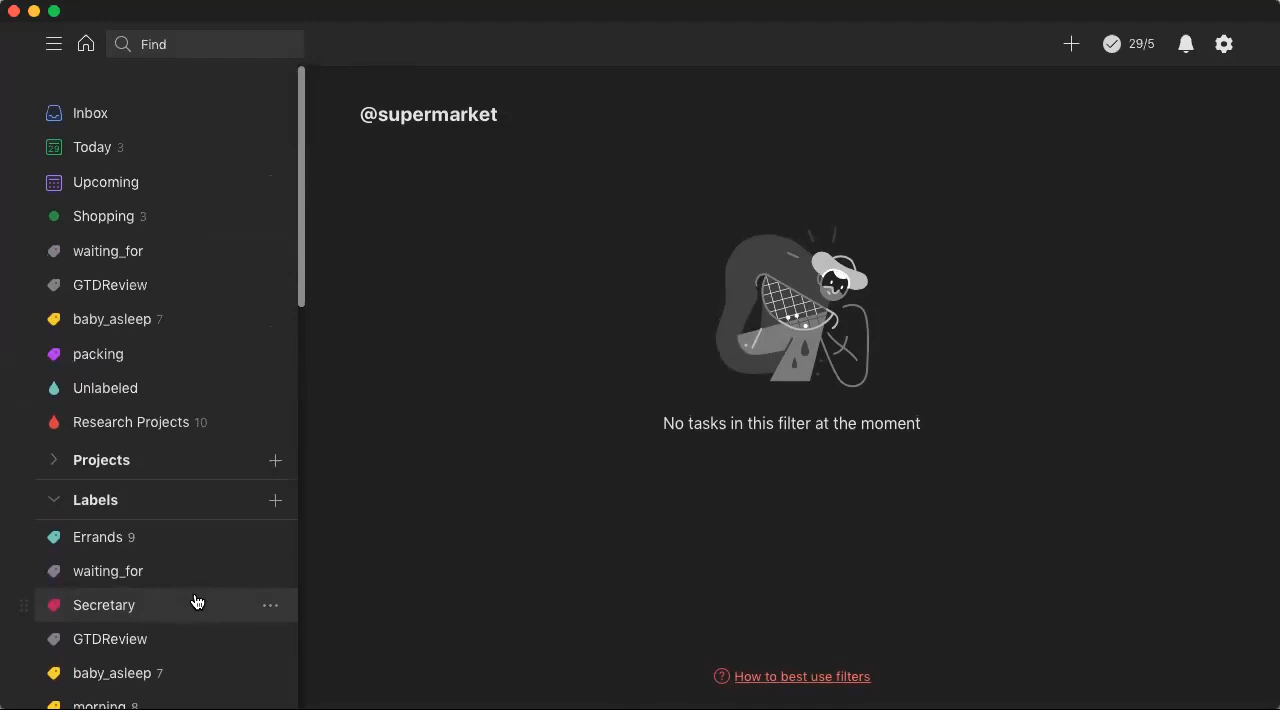 Find
29/5
@supermarket
Inbox
29
Today 3
Upcoming
Shopping 3
waiting_for
GTDReview
baby_asleep 7
packing
Unlabeled
Research Projects 10
Projects
Labels
Errands 9
waiting_for
Secretary
GTDReview
baby_asleep 7
morning 8
No tasks in this filter at the moment
? How to best use filters